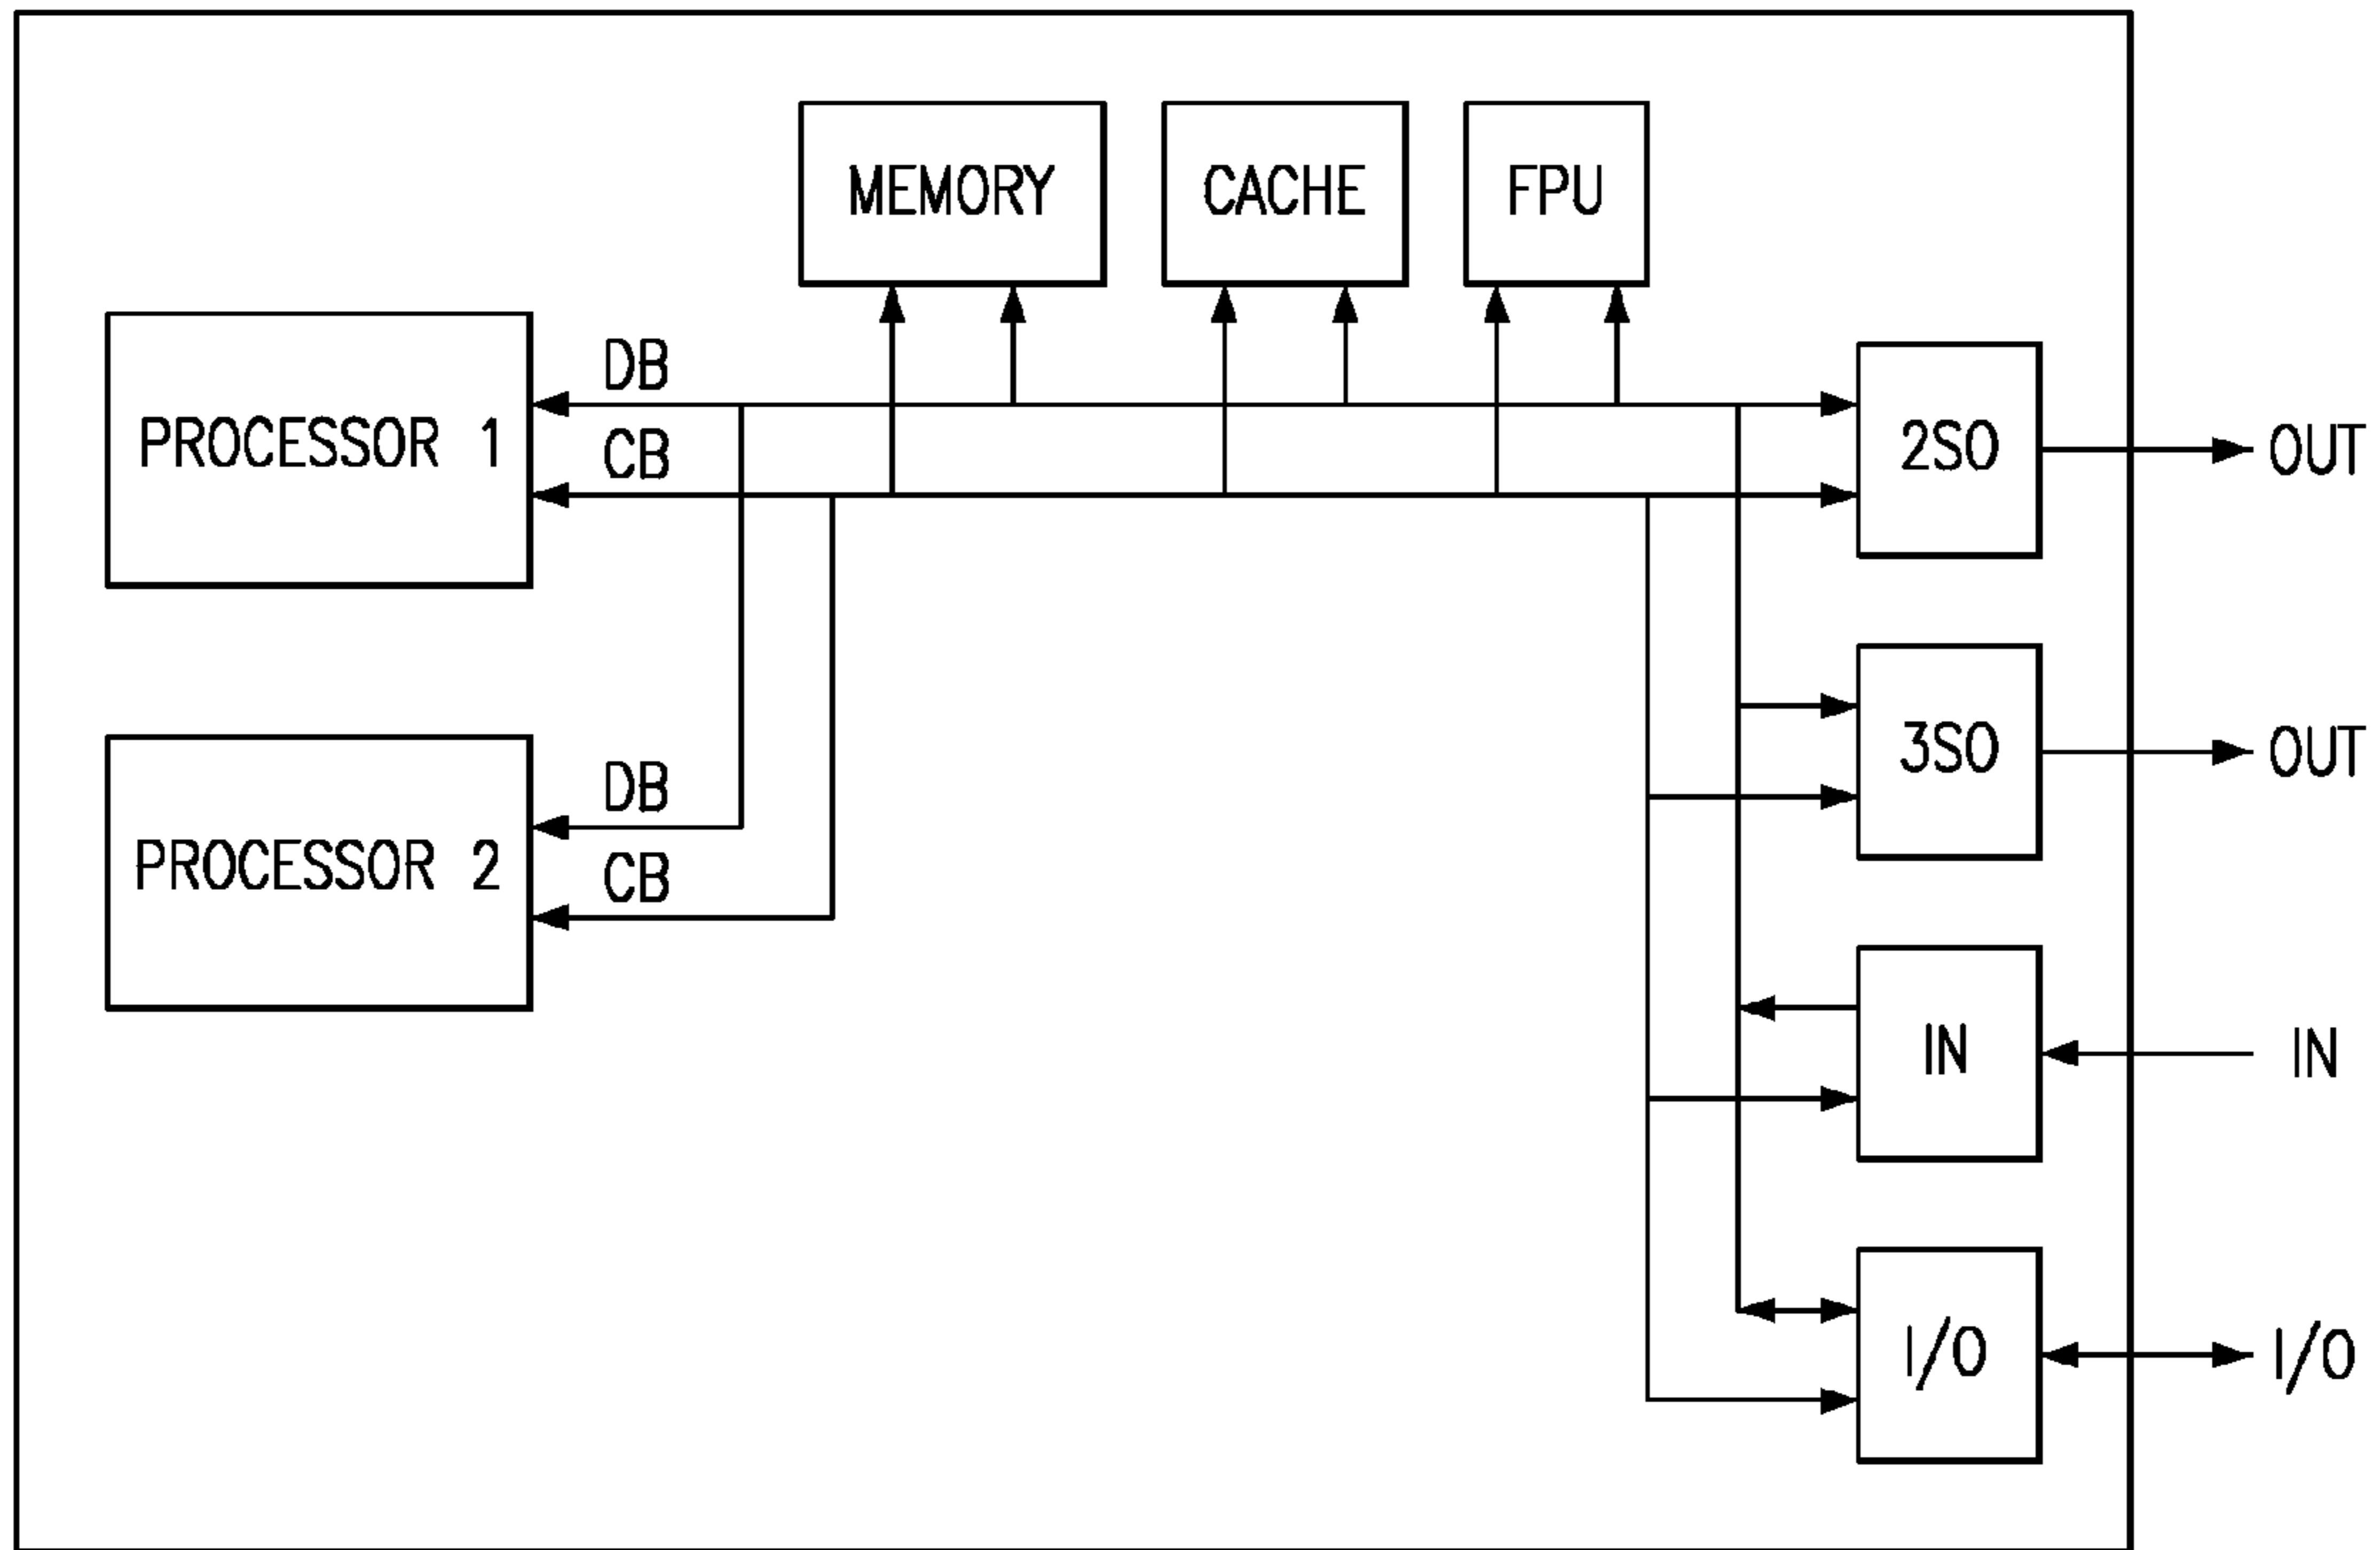 MEMORY
CACHE
FPU
PROCESSOR 1
DB
CB
2SO
OUT
3SO
OUT
PROCESSOR 2
DB
CB
IN
IN
I/O
I/O